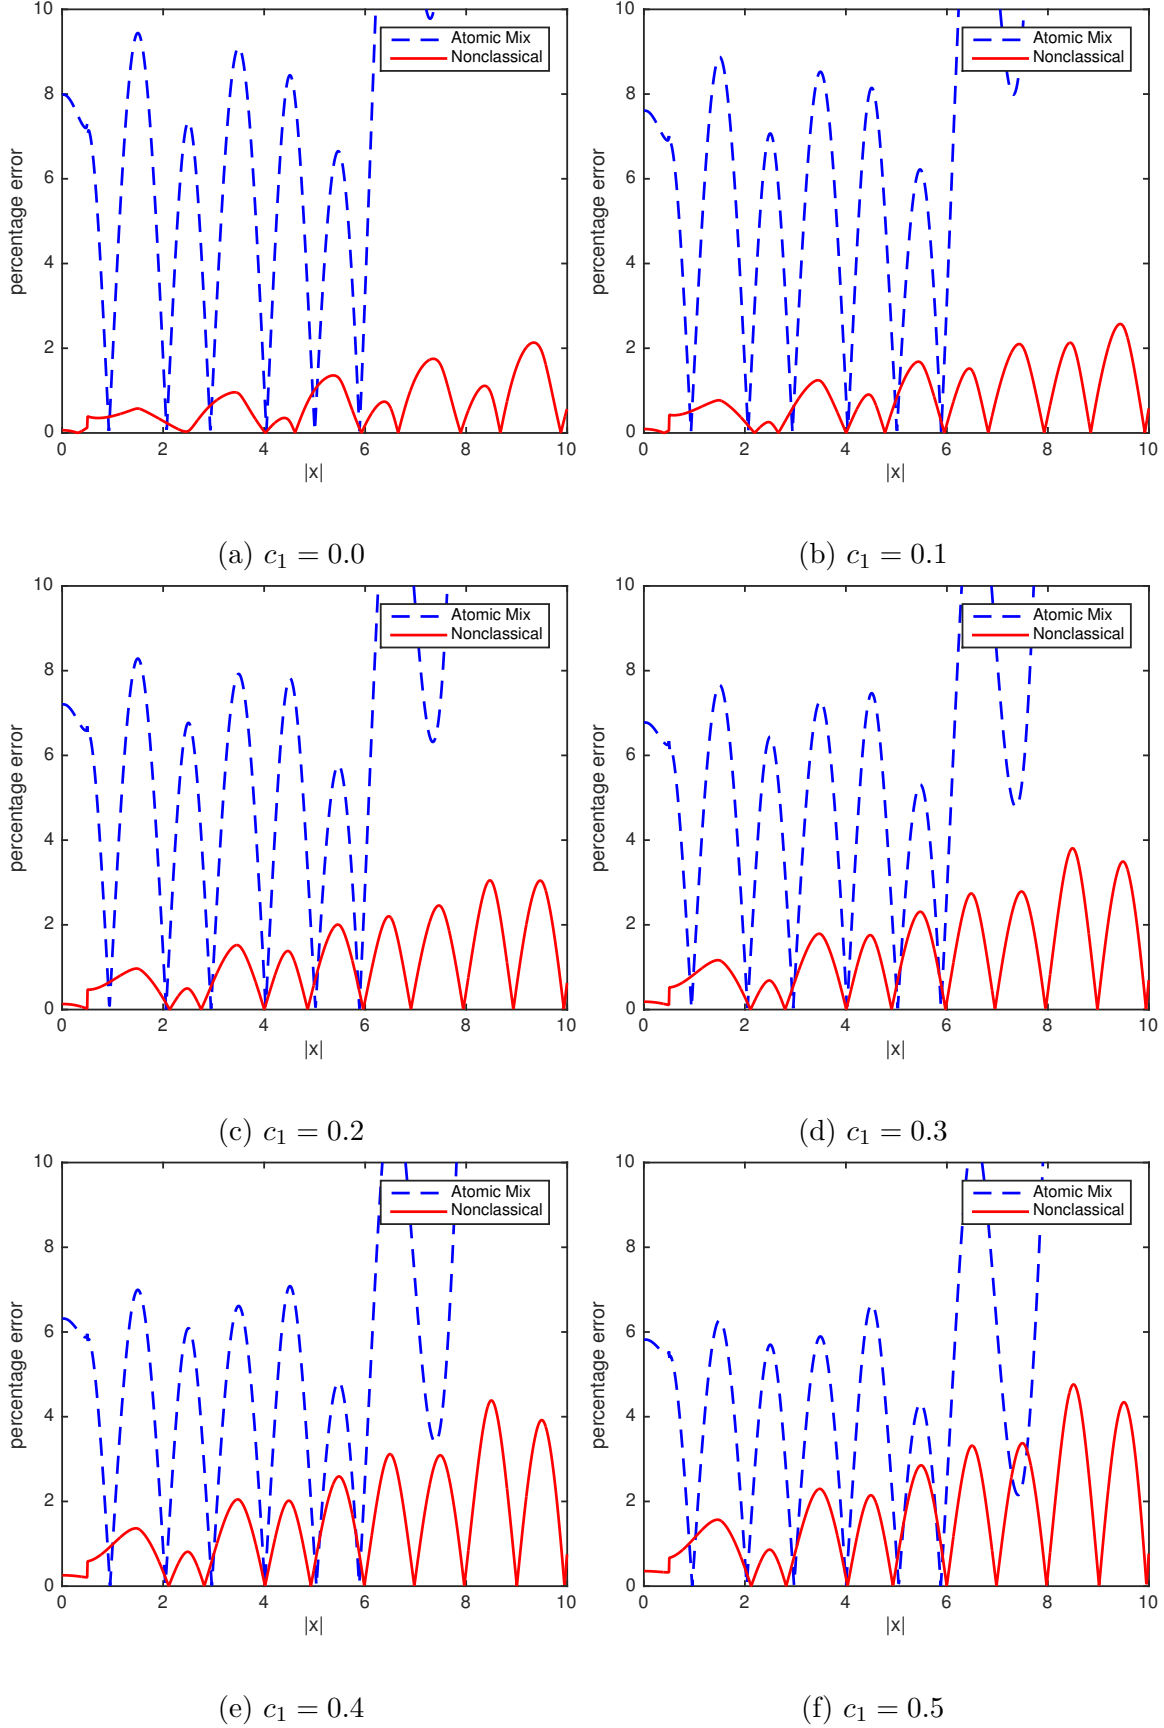 10
8
6
4
2
0
percentage error
Atomic Mix
Nonclassical
0 2 4 6 8 10
|x|
(a) c₁ = 0.0
10
8
6
4
2
0
percentage error
Atomic Mix
Nonclassical
0 2 4 6 8 10
|x|
(b) c₁ = 0.1
10
8
6
4
2
0
percentage error
Atomic Mix
Nonclassical
0 2 4 6 8 10
|x|
(c) c₁ = 0.2
10
8
6
4
2
0
percentage error
Atomic Mix
Nonclassical
0 2 4 6 8 10
|x|
(d) c₁ = 0.3
10
8
6
4
2
0
percentage error
Atomic Mix
Nonclassical
0 2 4 6 8 10
|x|
(e) c₁ = 0.4
10
8
6
4
2
0
percentage error
Atomic Mix
Nonclassical
0 2 4 6 8 10
|x|
(f) c₁ = 0.5